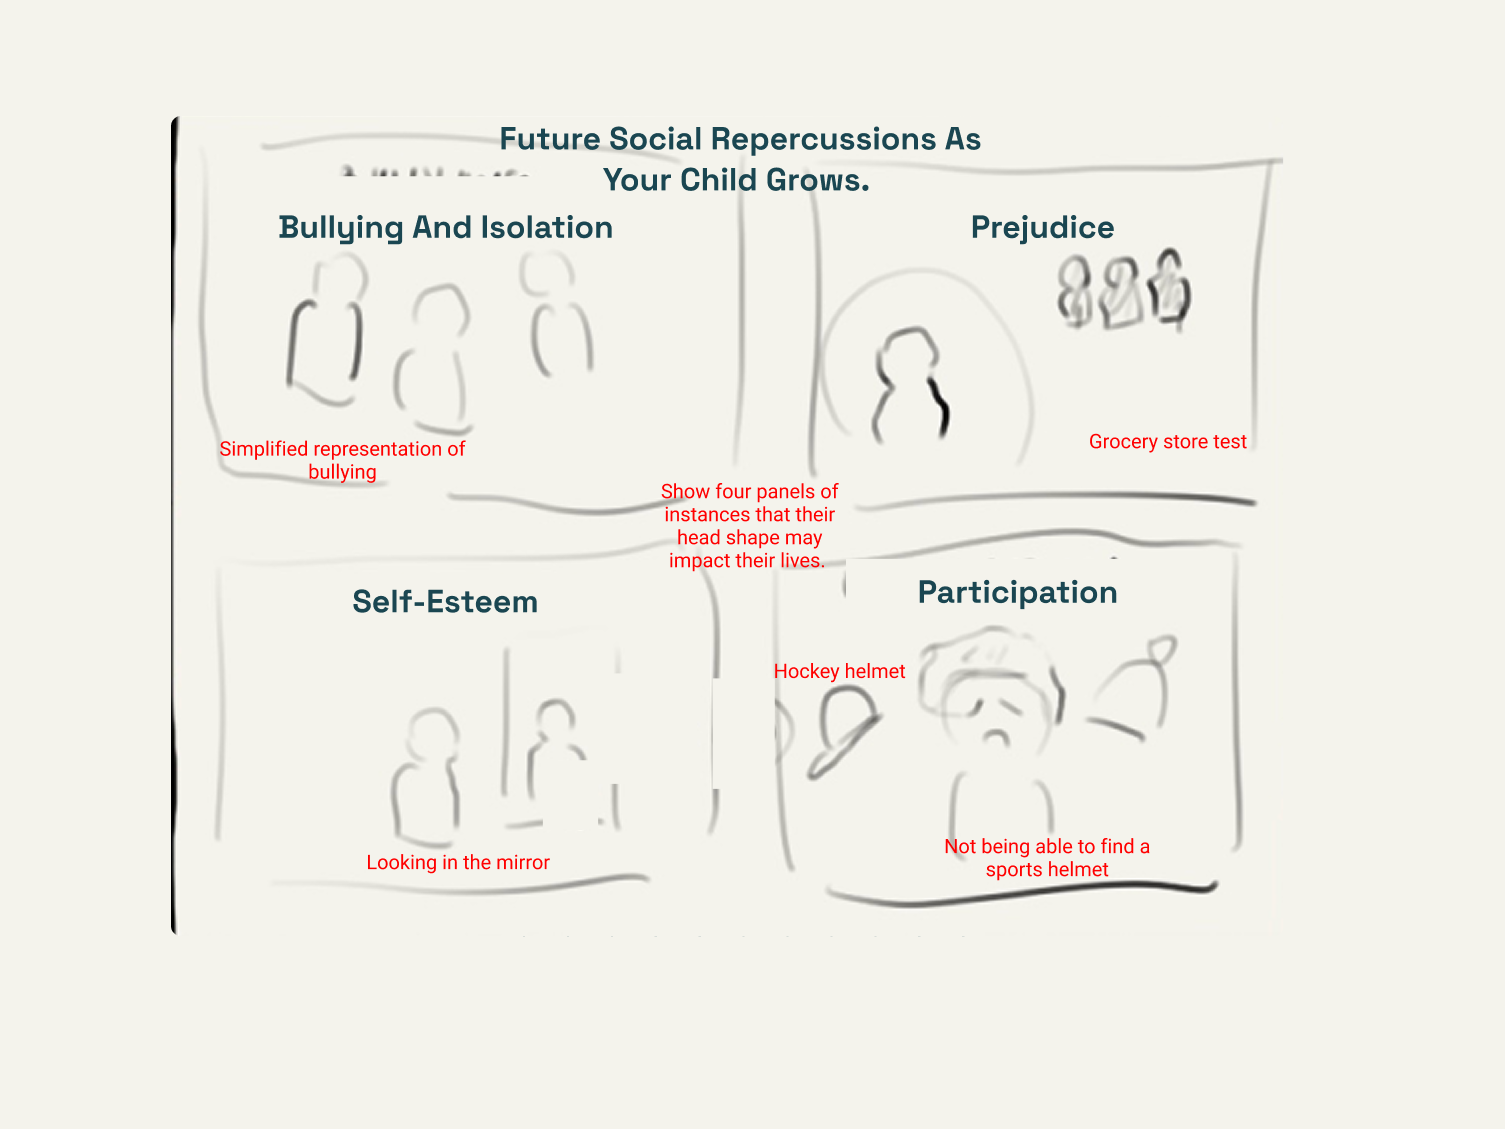 Future Social Repercussions As
Your Child Grows.
Bullying And Isolation
Prejudice
Simplified representation of
bullying
Grocery store test
Show four panels of
instances that their
head shape may
impact their lives.
Self-Esteem
Participation
Hockey helmet
Looking in the mirror
Not being able to find a
sports helmet